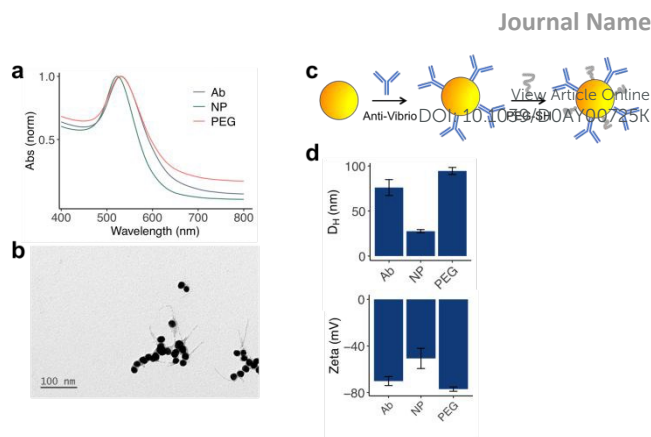 Journal Name
a
1.0
0.5
Abs (norm)
Ab
NP
PEG
400 500 600 700 800
Wavelength (nm)
b
100 nm
c
Anti-Vibrio
PEG-SH
View Article Online
DOI: 10.1039/D0AY00725K
d
100
50
0
D_H (nm)
Ab NP PEG
0
-40
-80
Zeta (mV)
Ab NP PEG